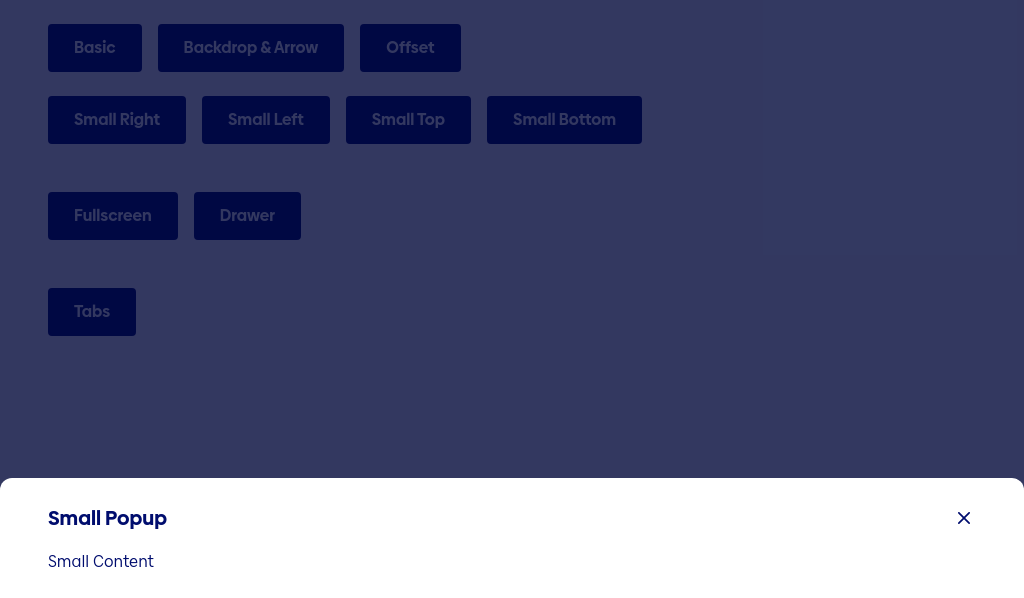 Basic Backdrop & Arrow Offset
Small Right Small Left Small Top Small Bottom
Fullscreen Drawer
Tabs
Small Popup
Small Content